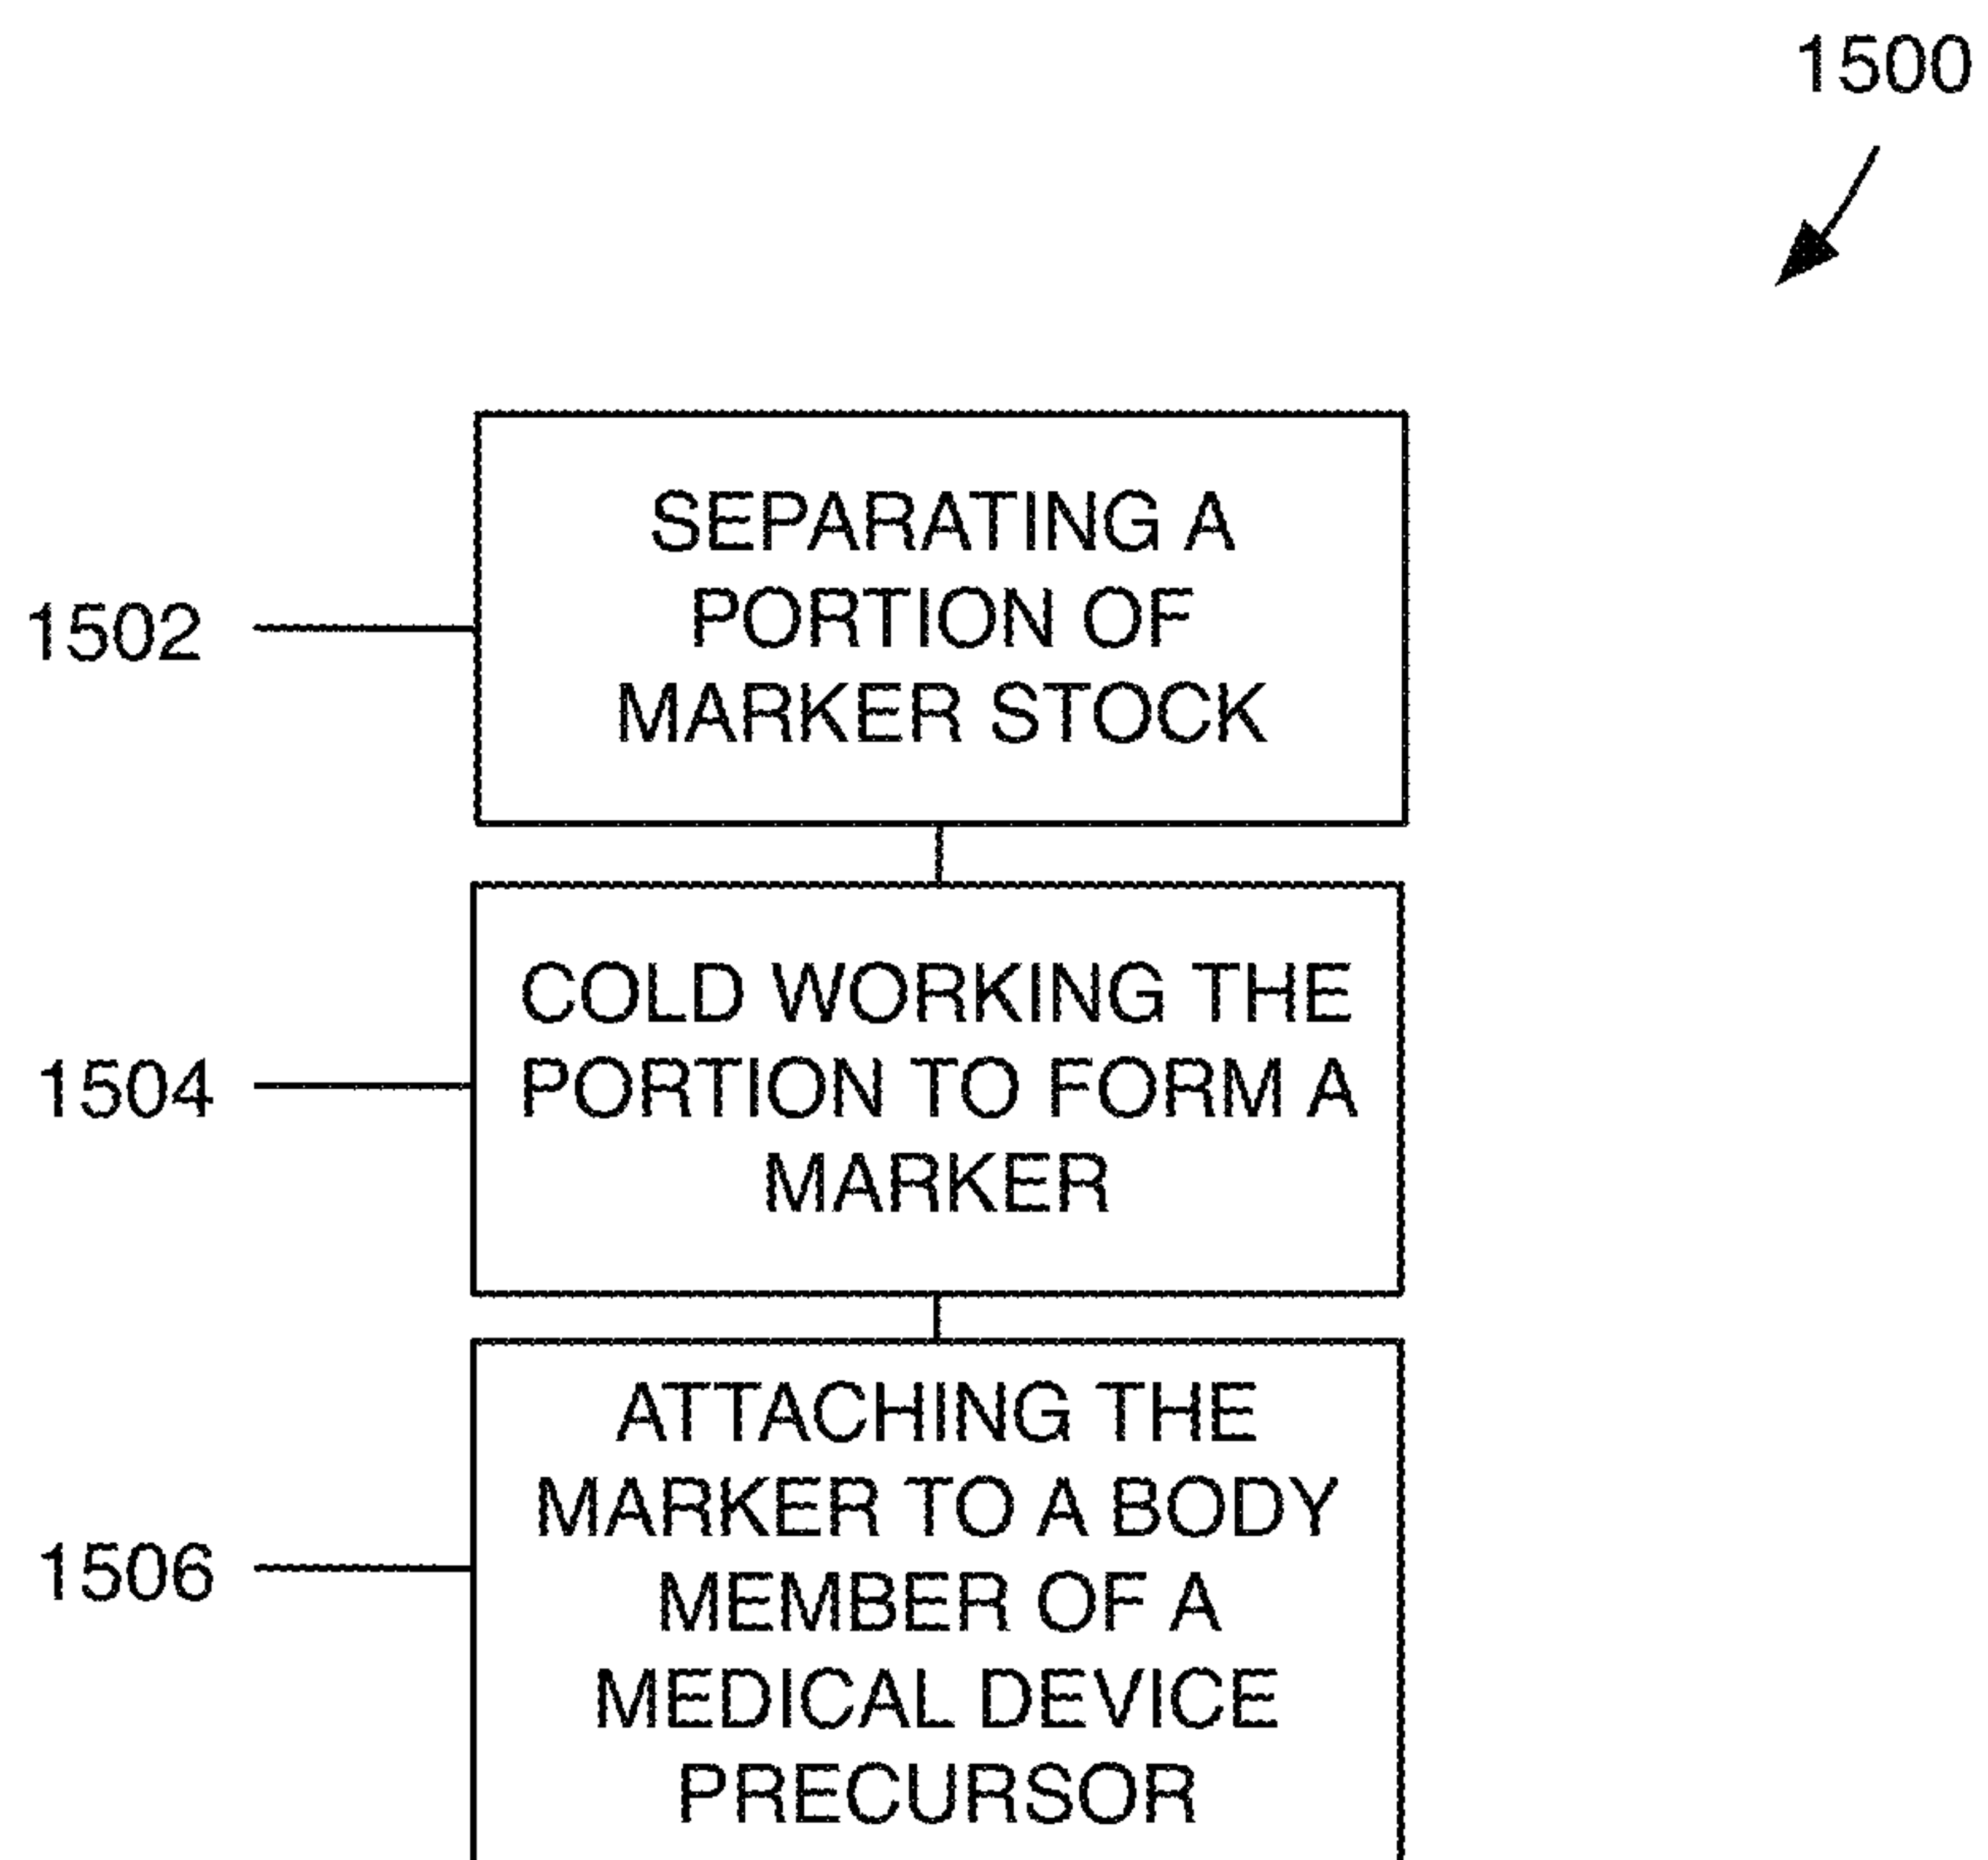 1500
SEPARATING A
PORTION OF
MARKER STOCK
1502
COLD WORKING THE
PORTION TO FORM A
MARKER
1504
ATTACHING THE
MARKER TO A BODY
MEMBER OF A
MEDICAL DEVICE
PRECURSOR
1506